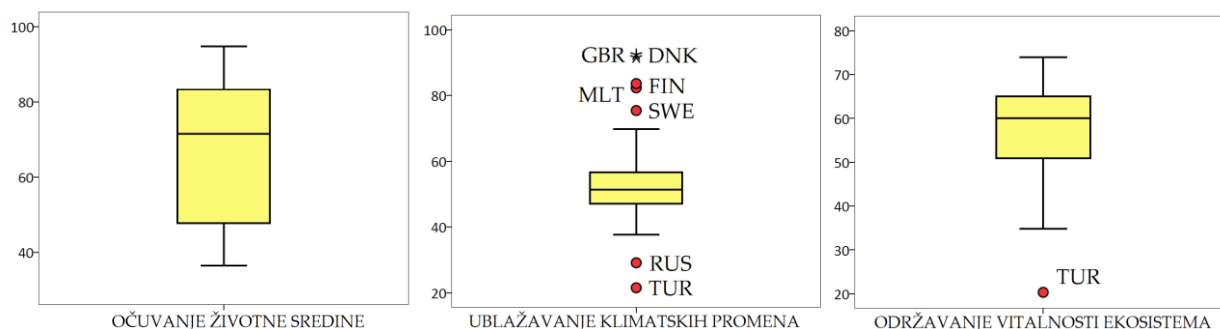 100
80
60
40
OČUVANJE ŽIVOTNE SREDINE
100
80
60
40
20
GBR DNK
FIN
MLT
SWE
RUS
TUR
UBLAŽAVANJE KLIMATSKIH PROMENA
80
70
60
50
40
30
20
TUR
ODRŽAVANJE VITALNOSTI EKOSISTEMA